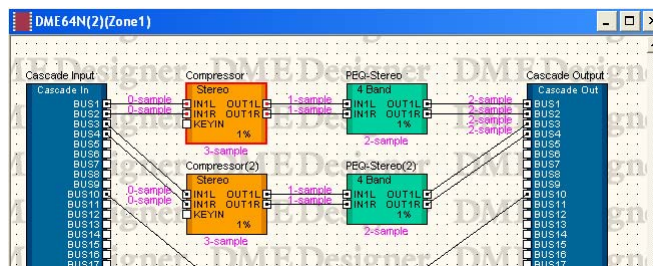 DME64N(2)(Zone1)
DME Designer
Cascade Input
Compressor
PEQ-Stereo
Cascade Output
Cascade In
Stereo
4 Band
Cascade Out
BUS1
BUS2
BUS3
BUS4
BUS5
BUS6
BUS7
BUS8
BUS9
BUS10
BUS11
BUS12
BUS13
BUS14
BUS15
BUS16
BUS17
0-sample
0-sample
IN1L OUT1L
IN1R OUT1R
KEYIN
1%
3-sample
1-sample
1-sample
IN1L OUT1L
IN1R OUT1R
1%
2-sample
2-sample
2-sample
2-sample
2-sample
Compressor(2)
Stereo
0-sample
0-sample
IN1L OUT1L
IN1R OUT1R
KEYIN
1%
3-sample
1-sample
1-sample
PEQ-Stereo(2)
4 Band
IN1L OUT1L
IN1R OUT1R
1%
2-sample
BUS1
BUS2
BUS3
BUS4
BUS5
BUS6
BUS7
BUS8
BUS9
BUS10
BUS11
BUS12
BUS13
BUS14
BUS15
BUS16
BUS17